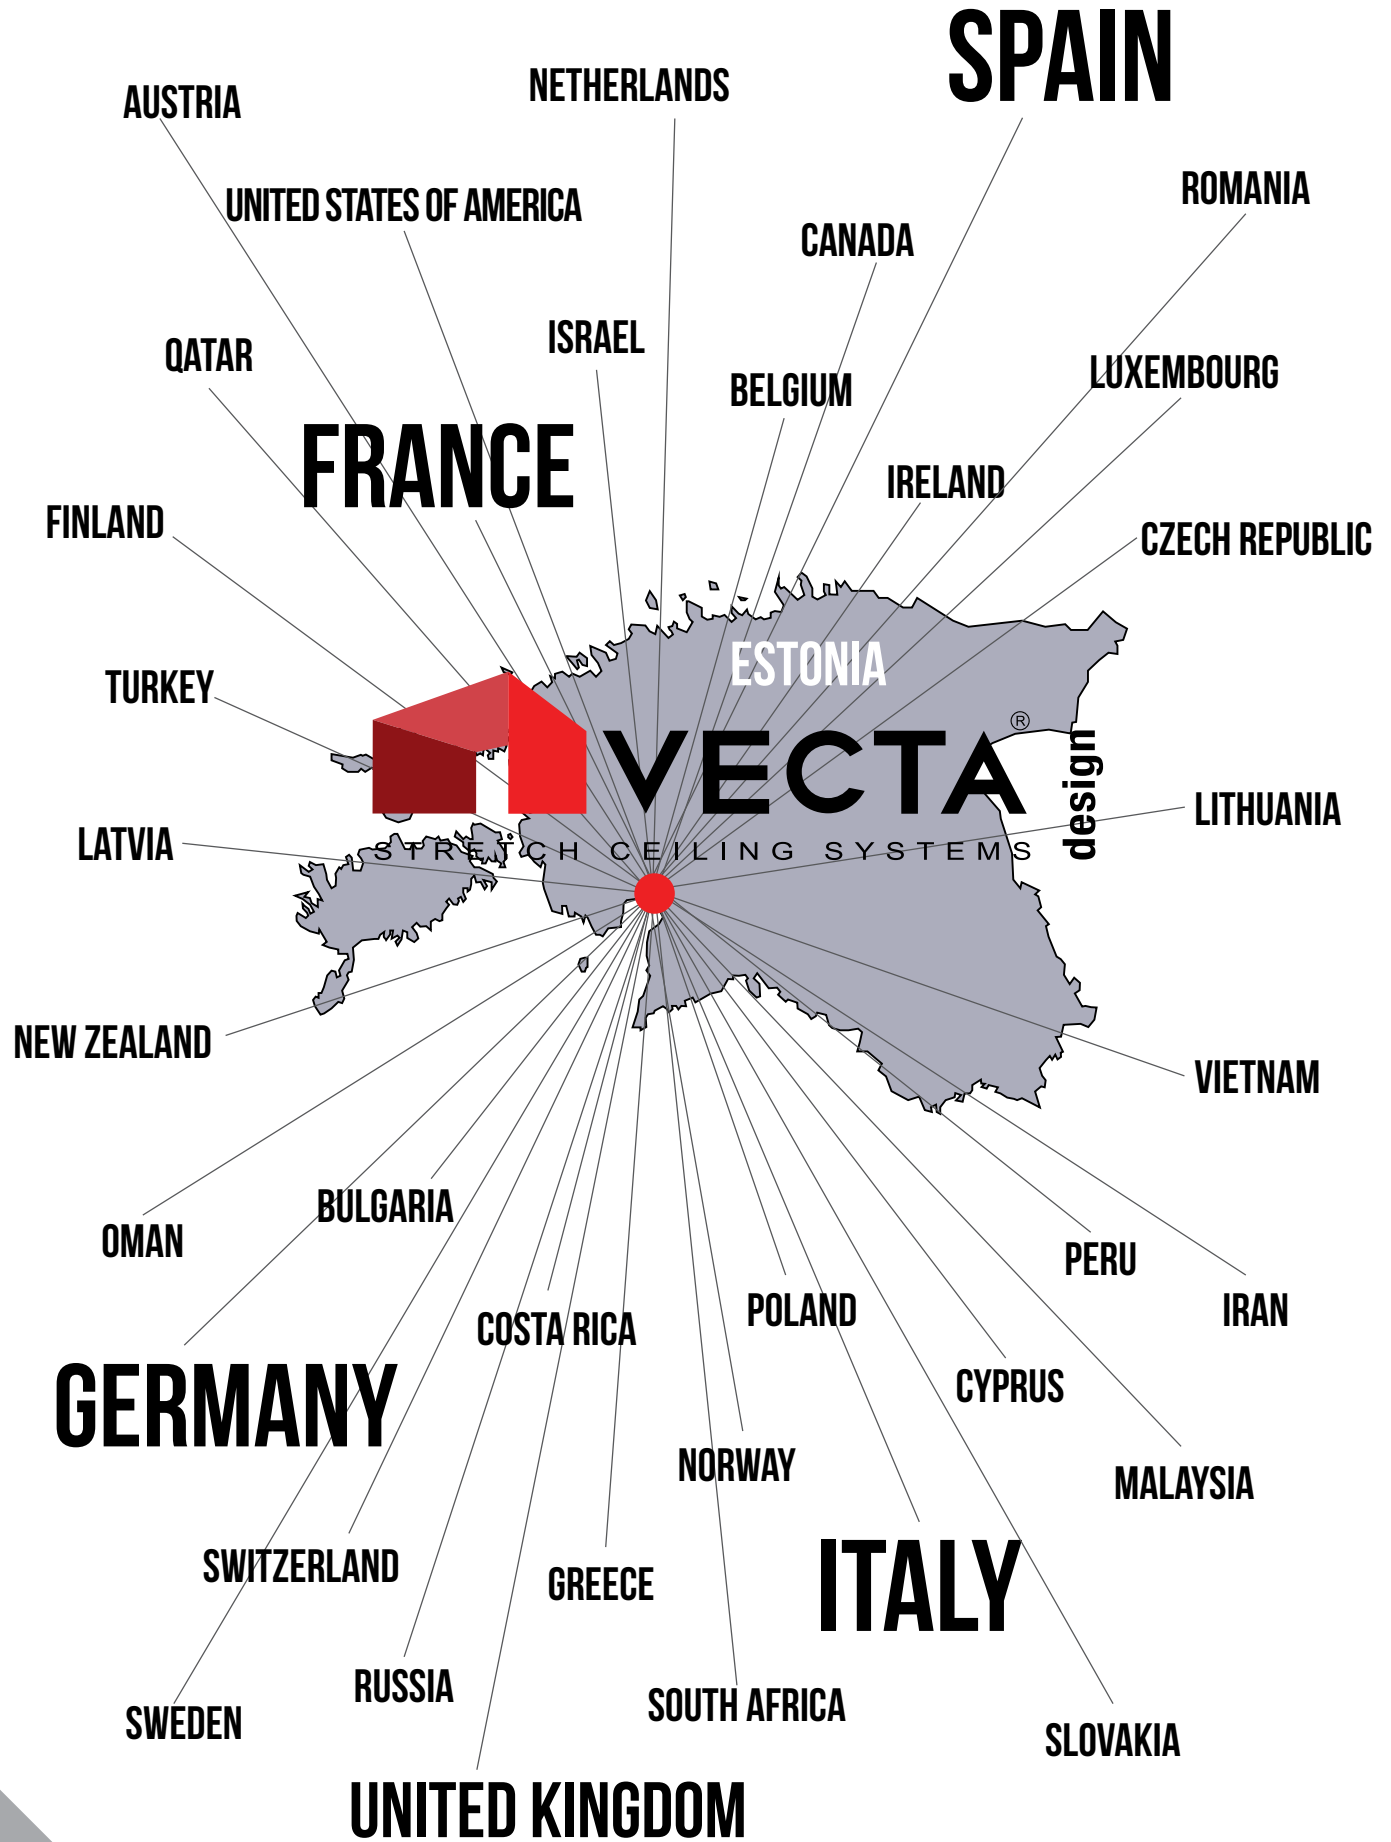 SPAIN
NETHERLANDS
AUSTRIA
ROMANIA
UNITED STATES OF AMERICA
CANADA
ISRAEL
QATAR
LUXEMBOURG
BELGIUM
FRANCE
IRELAND
FINLAND
CZECH REPUBLIC
ESTONIA
TURKEY
VECTA®
design
STRETCH CEILING SYSTEMS
LITHUANIA
LATVIA
NEW ZEALAND
VIETNAM
BULGARIA
OMAN
PERU
POLAND
IRAN
COSTA RICA
CYPRUS
GERMANY
NORWAY
MALAYSIA
SWITZERLAND
GREECE
ITALY
RUSSIA
SOUTH AFRICA
SWEDEN
SLOVAKIA
UNITED KINGDOM